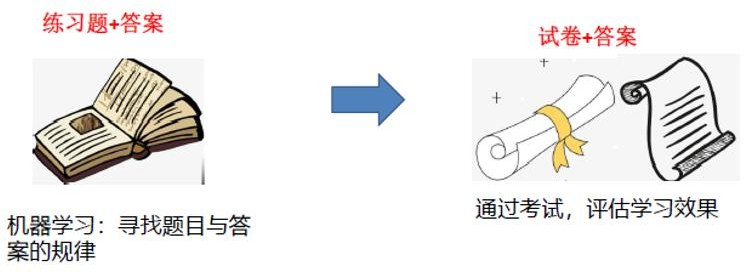 练习题+答案
试卷+答案
机器学习：寻找题目与答
案的规律
通过考试，评估学习效果